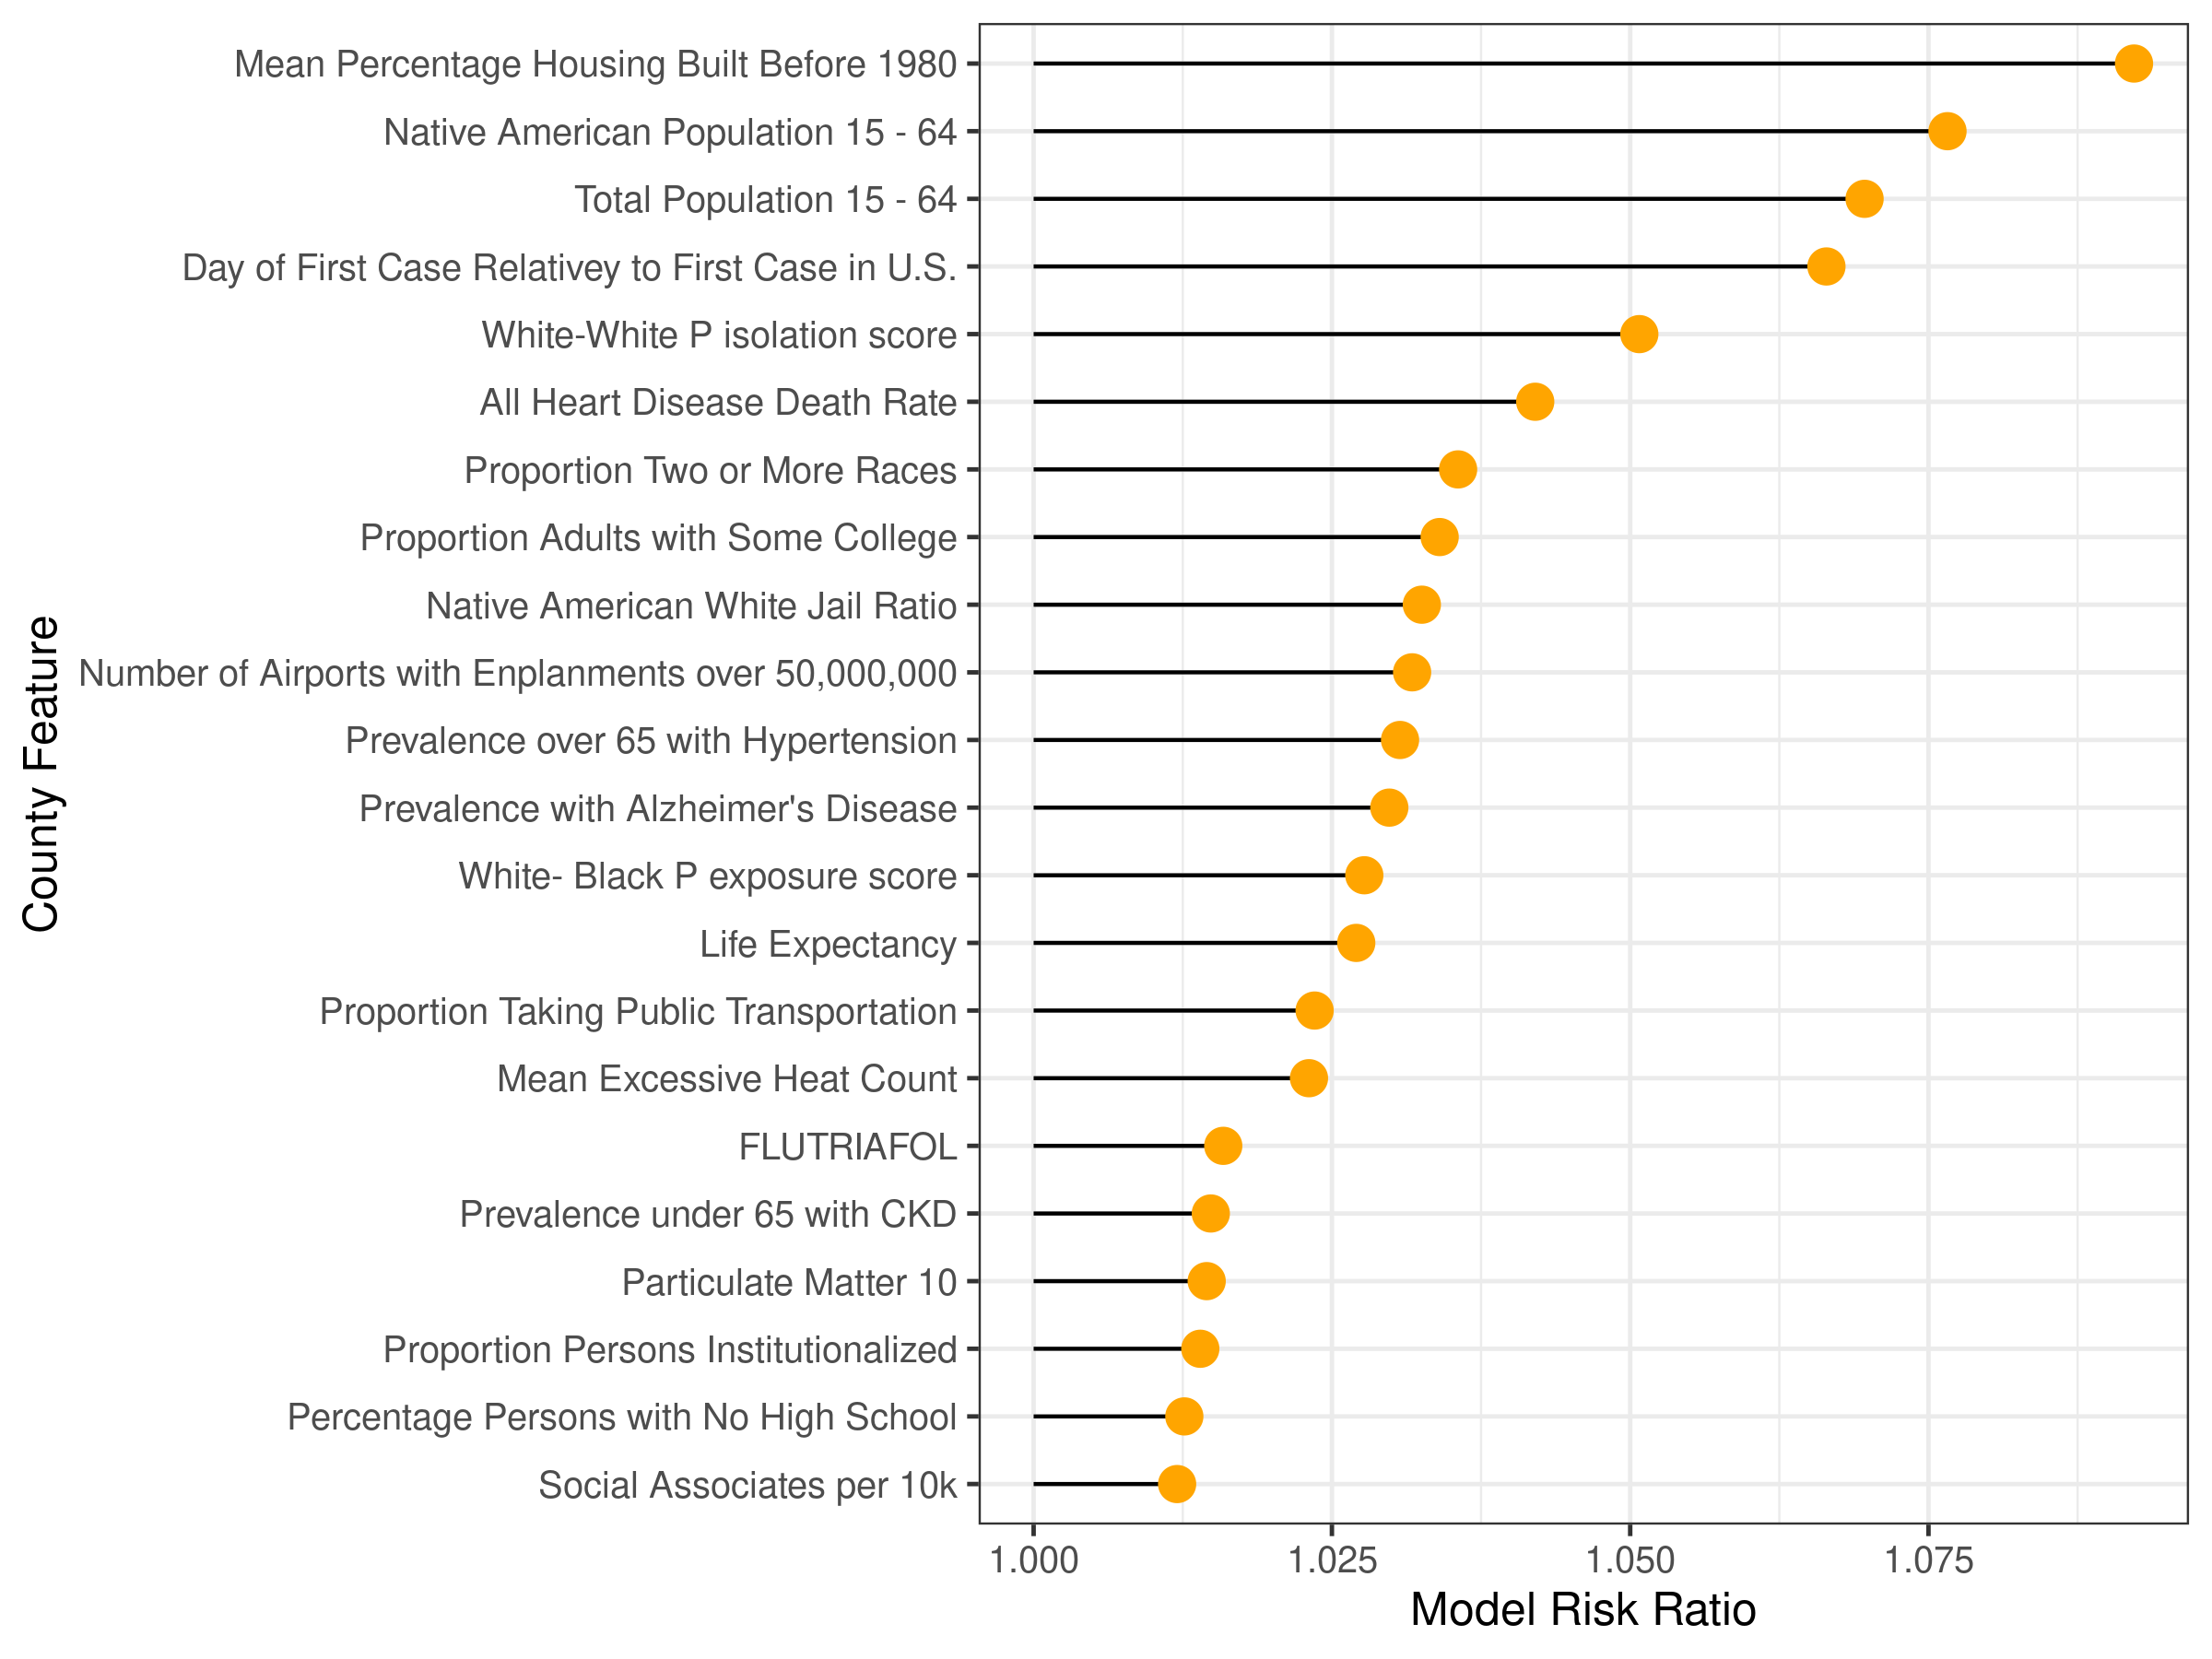 Mean Percentage Housing Built Before 1980
Native American Population 15 - 64
Total Population 15 - 64
Day of First Case Relativey to First Case in U.S.
White-White P isolation score
All Heart Disease Death Rate
Proportion Two or More Races
Proportion Adults with Some College
Native American White Jail Ratio
Number of Airports with Enplanments over 50,000,000
Prevalence over 65 with Hypertension
Prevalence with Alzheimer's Disease
White- Black P exposure score
Life Expectancy
Proportion Taking Public Transportation
Mean Excessive Heat Count
FLUTRIAFOL
Prevalence under 65 with CKD
Particulate Matter 10
Proportion Persons Institutionalized
Percentage Persons with No High School
Social Associates per 10k
County Feature
1.000 1.025 1.050 1.075
Model Risk Ratio